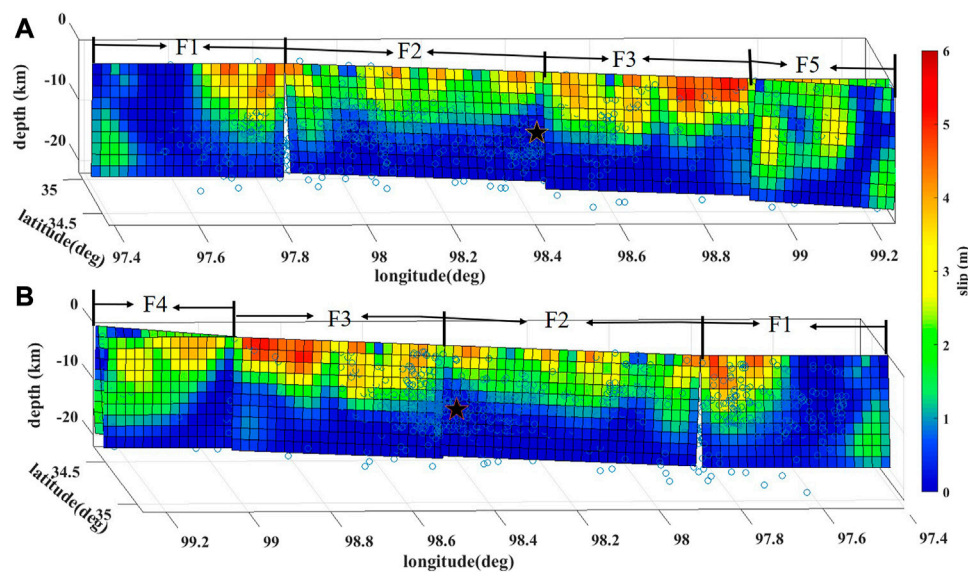 A
F1 F2 F3 F5
0
-10
-20
depth (km)
35
34.5
latitude(deg)
97.4 97.6 97.8 98 98.2 98.4 98.6 98.8 99 99.2
longitude(deg)
B
F4 F3 F2 F1
0
-10
-20
depth (km)
34.5
35
latitude(deg)
99.2 99 98.8 98.6 98.4 98.2 98 97.8 97.6 97.4
longitude(deg)
6
5
4
3
2
1
0
slip (m)